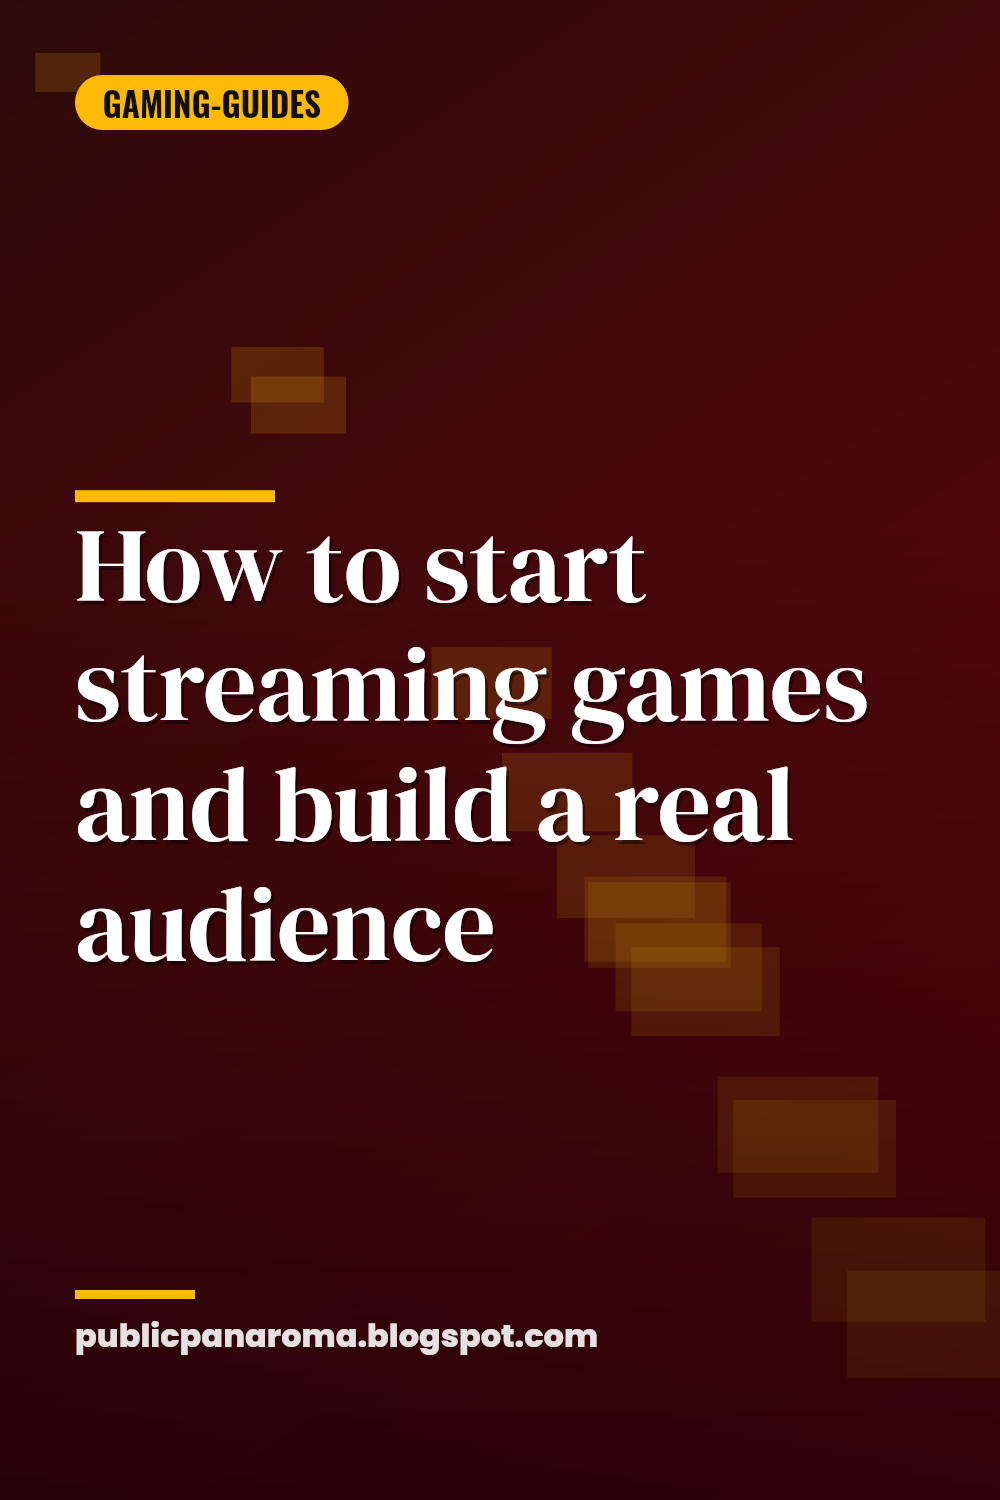 GAMING-GUIDES
How to start
streaming games
and build a real
audience
publicpanaroma.blogspot.com